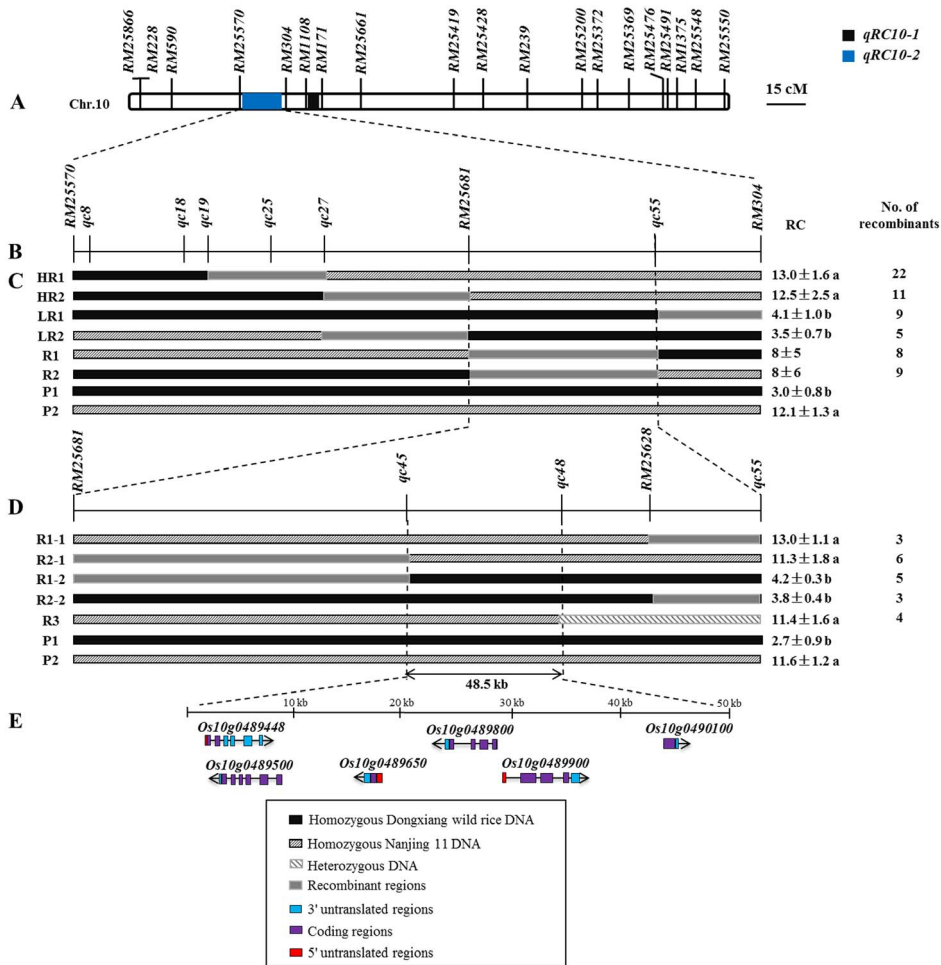 RM25866
RM228
RM590
RM25570
RM304
RM1108
RM171
RM25661
RM25419
RM25428
RM239
RM25200
RM25372
RM25369
RM25476
RM25491
RM1375
RM25548
RM25550
qRC10-1
qRC10-2
A
Chr.10
15 cM
RM25570
qc8
qc18
qc19
qc25
qc27
RM25681
qc55
RM304
RC
No. of
recombinants
B
C
HR1 13.0±1.6 a 22
HR2 12.5±2.5 a 11
LR1 4.1±1.0 b 9
LR2 3.5±0.7 b 5
R1 8±5 8
R2 8±6 9
P1 3.0±0.8 b
P2 12.1±1.3 a
RM25681
qc45
qc48
RM25628
qc55
D
R1-1 13.0±1.1 a 3
R2-1 11.3±1.8 a 6
R1-2 4.2±0.3 b 5
R2-2 3.8±0.4 b 3
R3 11.4±1.6 a 4
P1 2.7±0.9 b
P2 11.6±1.2 a
48.5 kb
E
10 kb 20 kb 30 kb 40 kb 50 kb
Os10g0489448 Os10g0489800 Os10g0490100
Os10g0489500 Os10g0489650 Os10g0489900
Homozygous Dongxiang wild rice DNA
Homozygous Nanjing 11 DNA
Heterozygous DNA
Recombinant regions
3' untranslated regions
Coding regions
5' untranslated regions